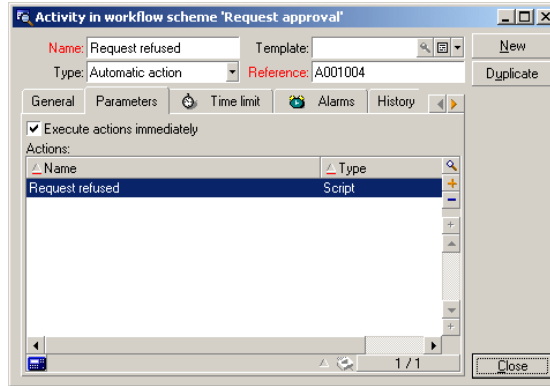 Activity in workflow scheme 'Request approval'
Name: Request refused Template: New
Type: Automatic action Reference: A001004 Duplicate
General Parameters Time limit Alarms History
Execute actions immediately
Actions:
Name Type
Request refused Script
1 / 1 Close